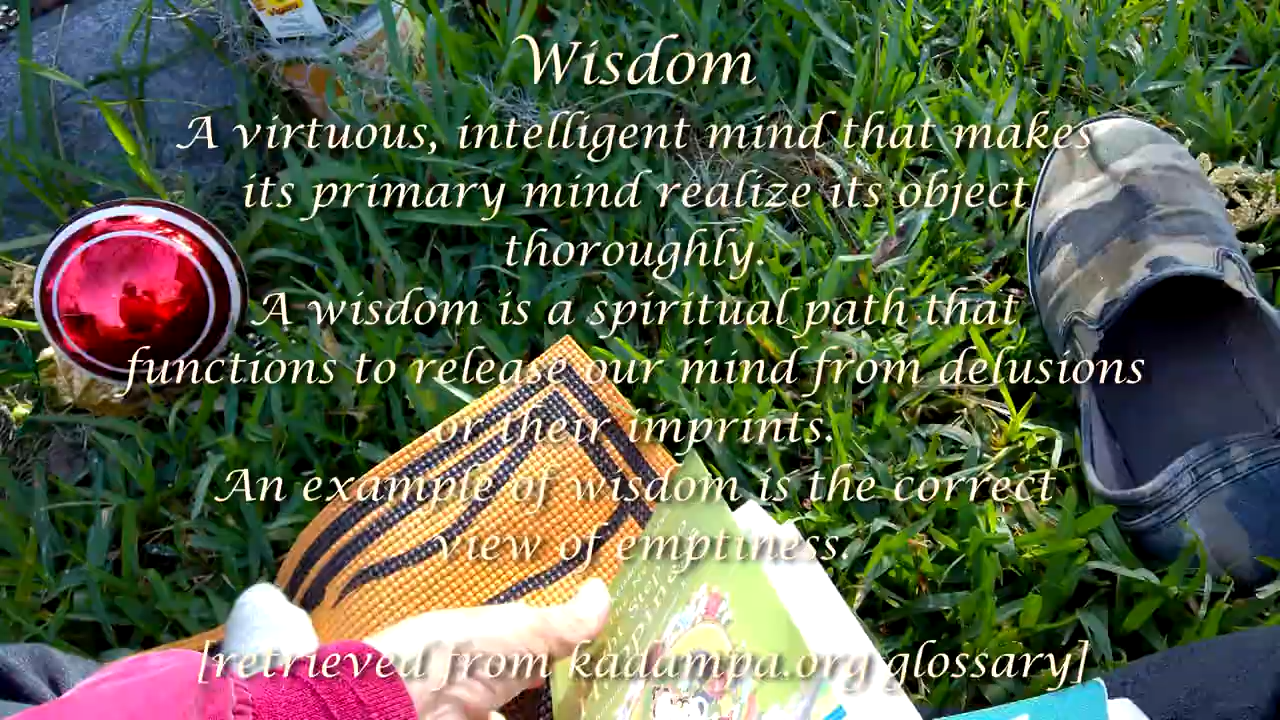 Wisdom
A virtuous, intelligent mind that makes
its primary mind realize its object
thoroughly.
A wisdom is a spiritual path that
functions to release our mind from delusions
or their imprints.
An example of wisdom is the correct
view of emptiness.
[retrieved from kadampa.org glossary]